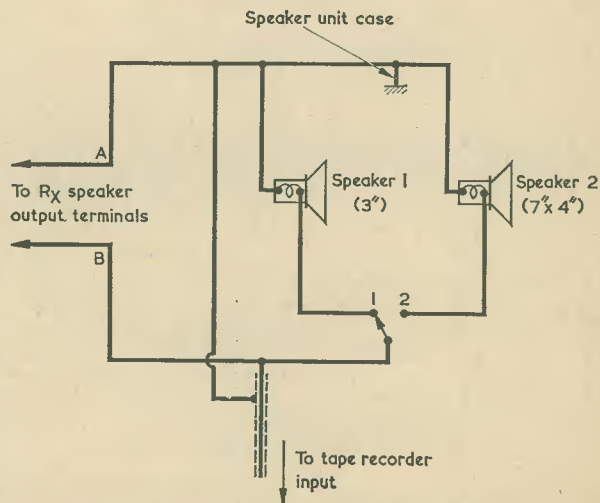 Speaker unit case
A
To Rx speaker
output terminals
B
Speaker 1
(3")
Speaker 2
(7"x 4")
1 2
To tape recorder
input